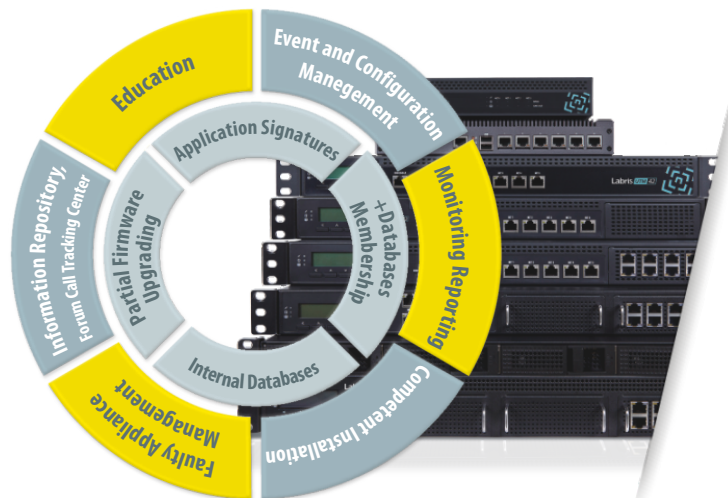 Education
Event and Configuration
Manegement
Monitoring Reporting
Competent Installation
Faulty Appliance
Management
Information Repository,
Forum Call Tracking Center
Application Signatures
+Databases
Membership
Internal Databases
Partial Firmware
Upgrading
Labris